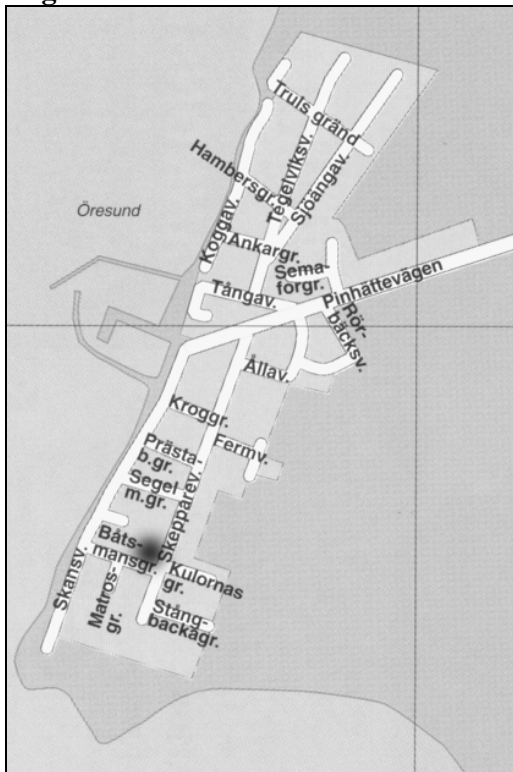 Truls gränd
Hambersgr.
Tegelviksv.
Sjöängav.
Öresund
Koggav.
Ankargr.
Sema-
forgr.
Pinhättevägen
Tångav.
Rör-
bäcksv.
Ållav.
Kroggr.
Fermv.
Prästa-
b.gr.
Segel
m.gr.
Skepparev.
Båts-
mansgr.
Kulornas
gr.
Skansv.
Matros-
gr.
Stång-
backagr.